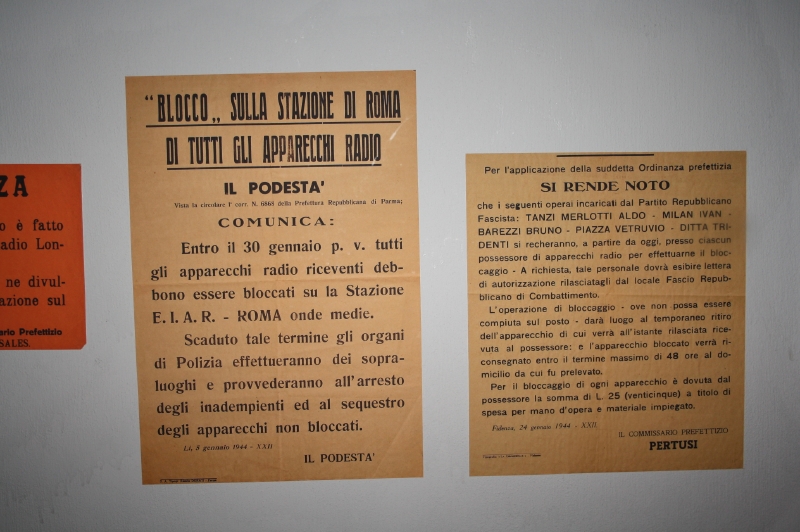 ZA
o è fatto
adio Lon-
ne divul-
azione sul
ario Prefettizio
SALES.
"BLOCCO„ SULLA STAZIONE DI ROMA
DI TUTTI GLI APPARECCHI RADIO
IL PODESTA'
Vista la circolare 1° corr. N. 6868 della Prefettura Repubblicana di Parma;
COMUNICA:
Entro il 30 gennaio p. v. tutti
gli apparecchi radio riceventi deb-
bono essere bloccati su la Stazione
E. I. A. R. - ROMA onde medie.
Scaduto tale termine gli organi
di Polizia effettueranno dei sopra-
luoghi e provvederanno all'arresto
degli inadempienti ed al sequestro
degli apparecchi non bloccati.
Lì, 8 gennaio 1944 - XXII
IL PODESTA'
Per l'applicazione della suddetta Ordinanza prefettizia
SI RENDE NOTO
che i seguenti operai incaricati dal Partito Repubblicano
Fascista: TANZI MERLOTTI ALDO - MILAN IVAN -
BAREZZI BRUNO - PIAZZA VETRUVIO - DITTA TRI-
DENTI si recheranno, a partire da oggi, presso ciascun
possessore di apparecchi radio per effettuarne il bloc-
caggio - A richiesta, tale personale dovrà esibire lettera
di autorizzazione rilasciatagli dal locale Fascio Repub-
blicano di Combattimento.
L'operazione di bloccaggio - ove non possa essere
compiuta sul posto - darà luogo al temporaneo ritiro
dell'apparecchio di cui verrà all'istante rilasciata rice-
vuta al possessore: e l'apparecchio bloccato verrà ri-
consegnato entro il termine massimo di 48 ore al do-
micilio da cui fu prelevato.
Per il bloccaggio di ogni apparecchio è dovuta dal
possessore la somma di L. 25 (venticinque) a titolo di
spesa per mano d'opera e materiale impiegato.
Fidenza, 24 gennaio 1944 - XXII.
IL COMMISSARIO PREFETTIZIO
PERTUSI